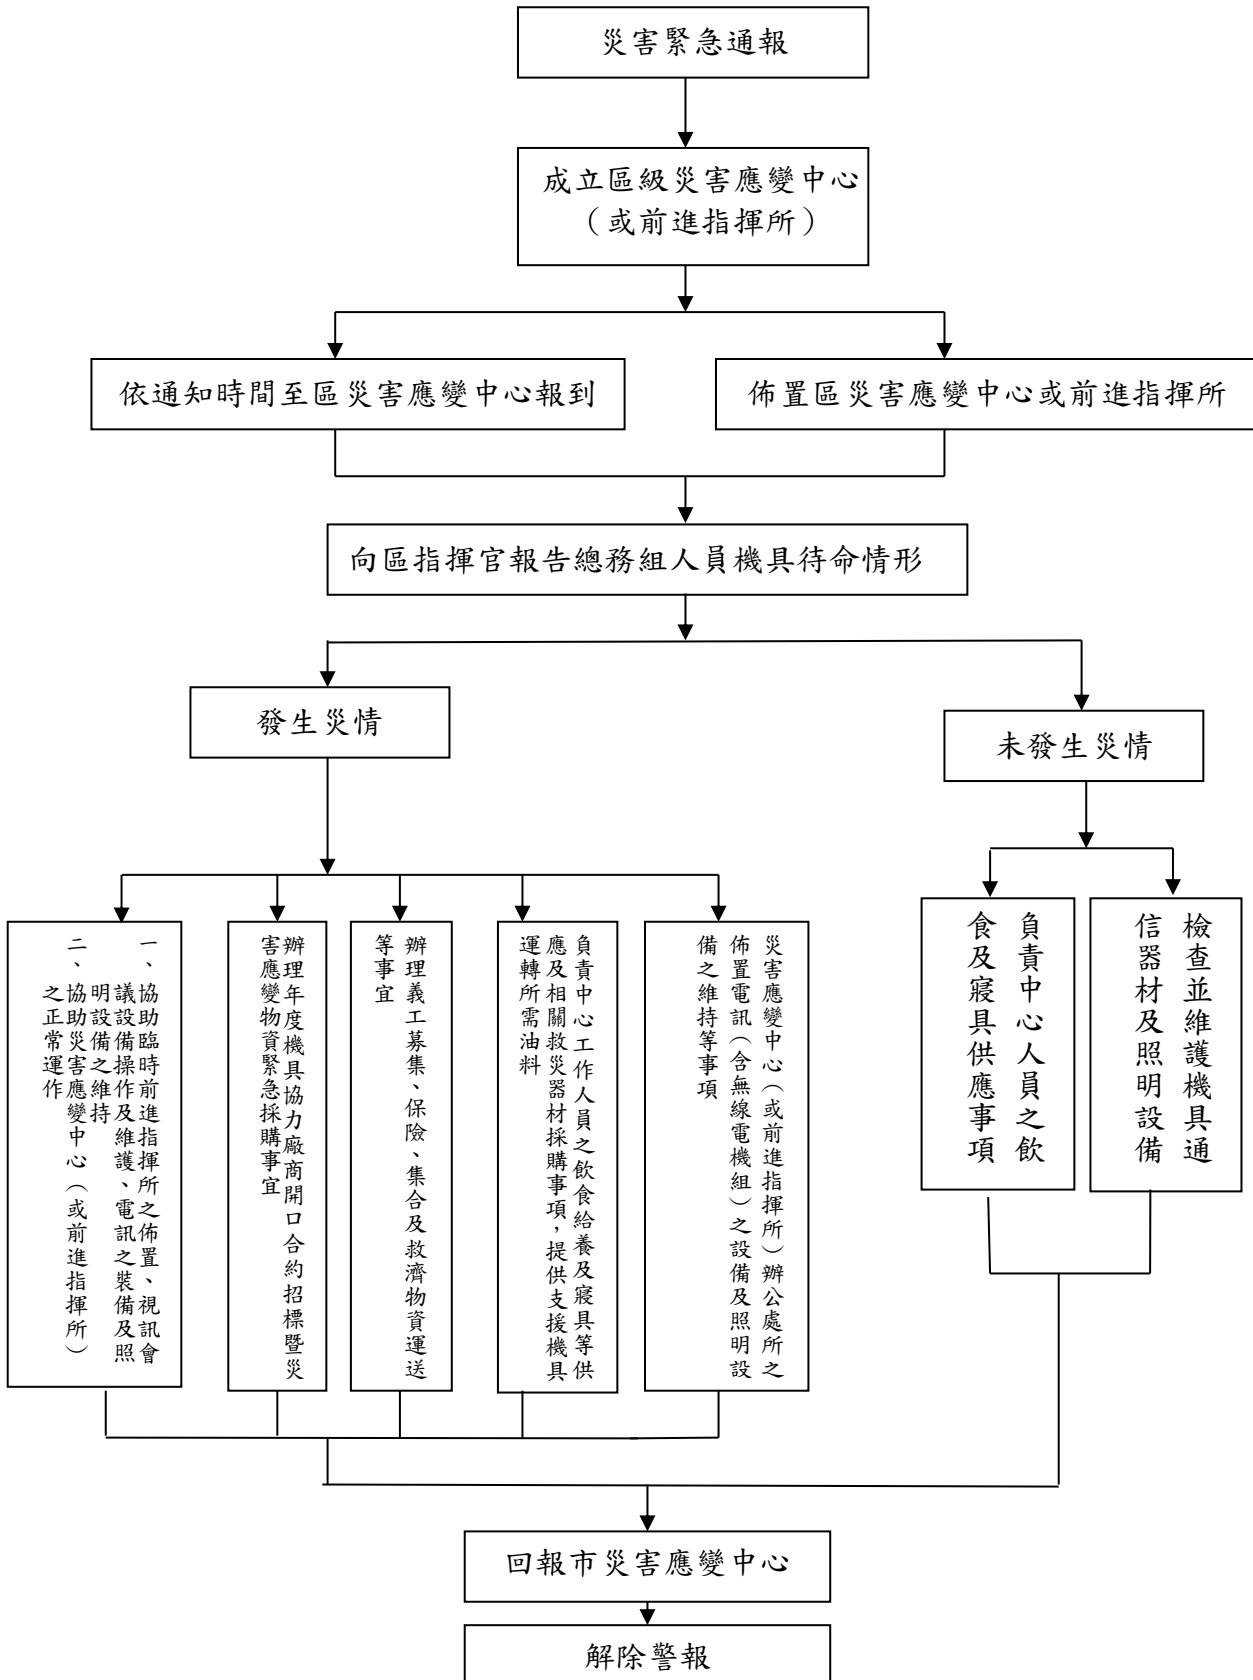 災害緊急通報
成立區級災害應變中心
（或前進指揮所）
依通知時間至區災害應變中心報到
佈置區災害應變中心或前進指揮所
向區指揮官報告總務組人員機具待命情形
發生災情
未發生災情
一、協助臨時前進指揮所之佈置、視訊會
議設備操作及維護、電訊之裝備及照
明設備之維持
二、協助災害應變中心（或前進指揮所）
之正常運作
辦理年度機具協力廠商開口合約招標暨災
害應變物資緊急採購事宜
辦理義工募集、保險、集合及救濟物資運送
等事宜
負責中心工作人員之飲食給養及寢具等供
應及相關救災器材採購事項，提供支援機具
運轉所需油料
災害應變中心（或前進指揮所）辦公處所之
佈置電訊（含無線電機組）之設備及照明設
備之維持等事項
負責中心人員之飲
食及寢具供應事項
檢查並維護機具通
信器材及照明設備
回報市災害應變中心
解除警報